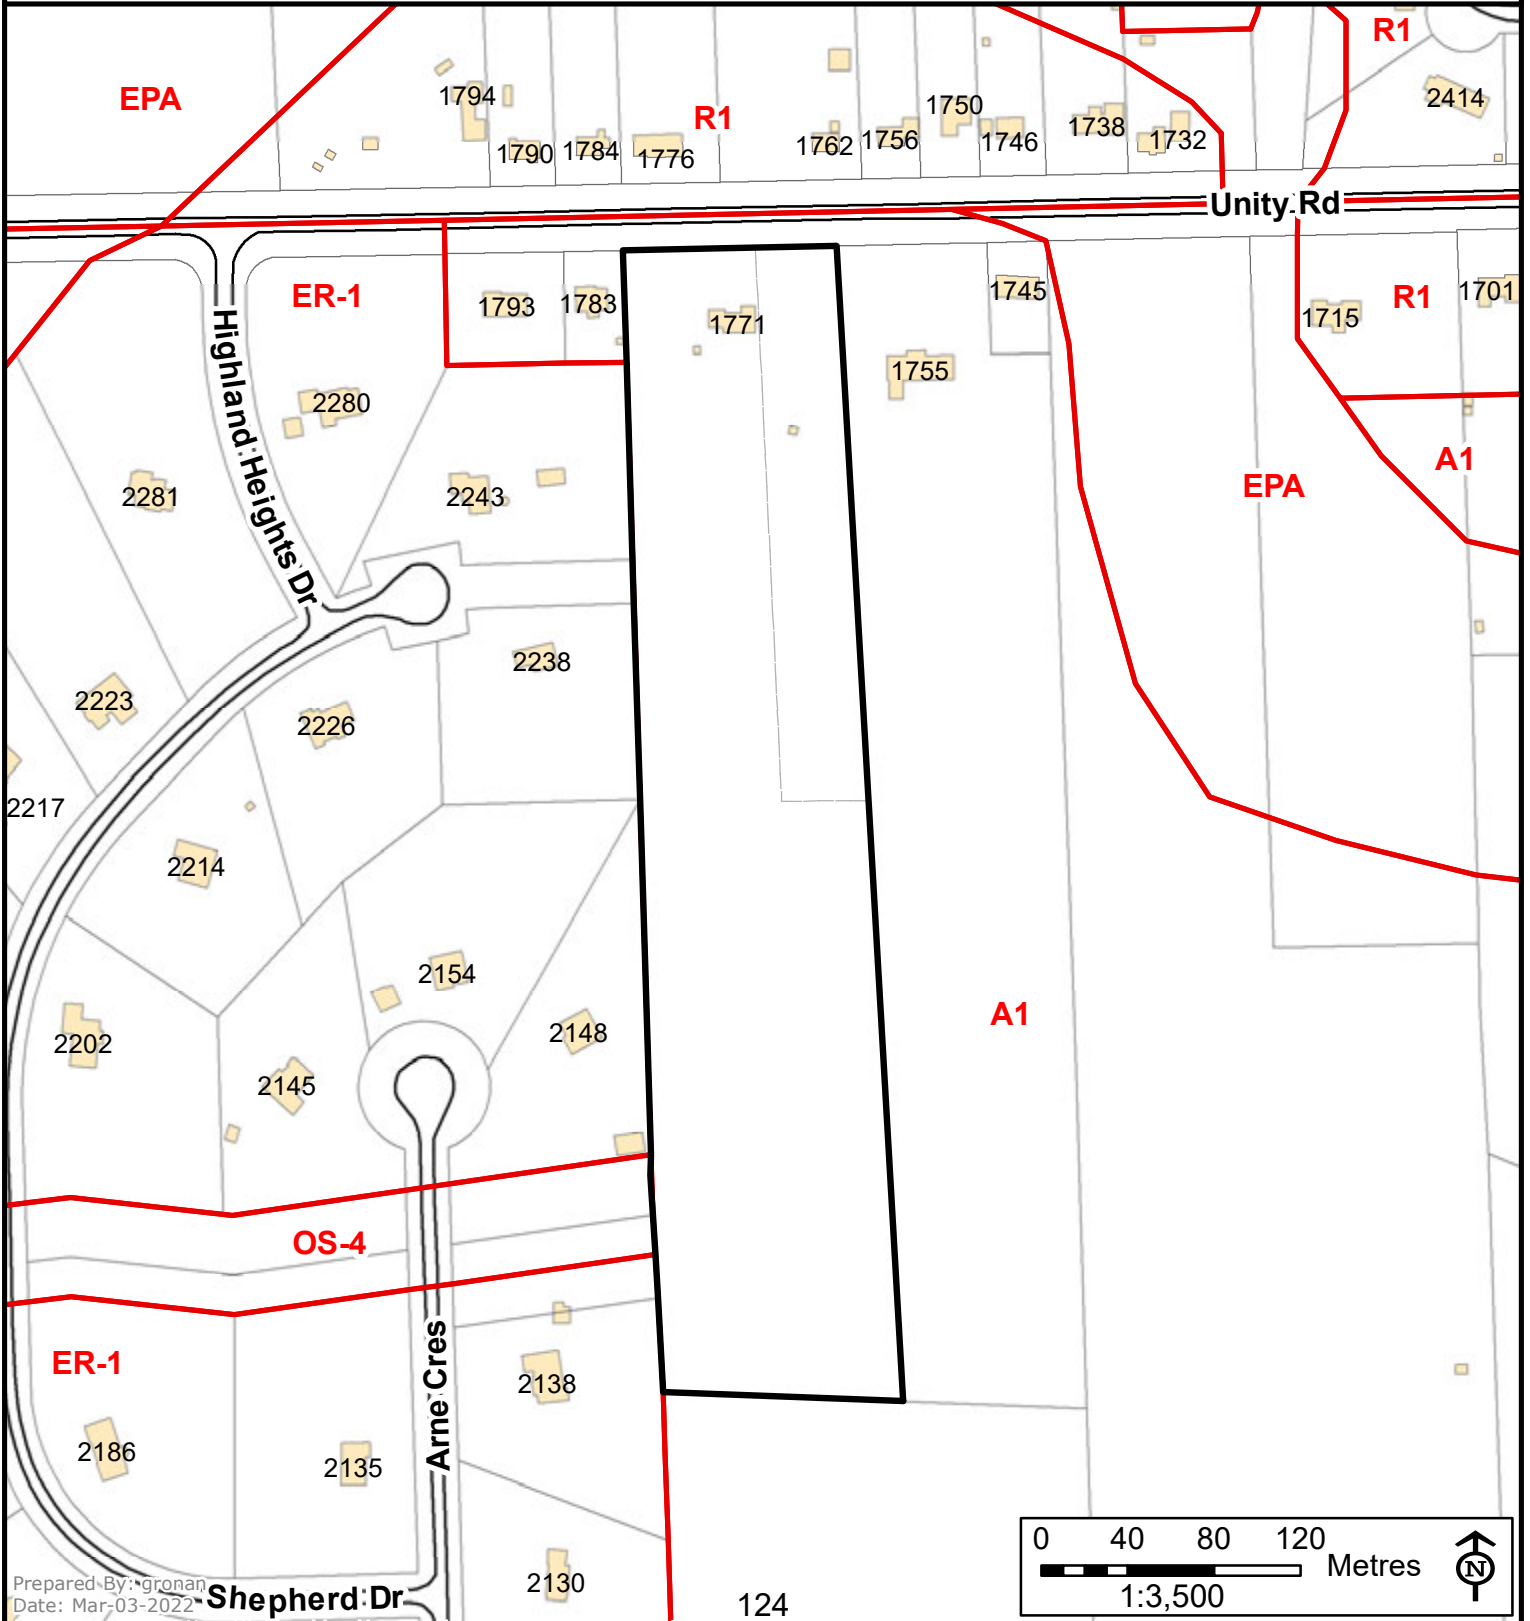 R1
EPA
1794
2414
1750
R1
1738
1790
1784
1776
1762
1756
1746
1732
Unity Rd
ER-1
1793
1783
1771
1745
R1
1701
1715
Highland Heights Dr
1755
2280
2281
2243
EPA
A1
2238
2223
2226
2217
2214
2154
A1
2148
2202
2145
OS-4
ER-1
Arne Cres
2138
2186
2135
2130
124
Shepherd Dr
Prepared By: gronan
Date: Mar-03-2022
0 40 80 120
Metres
N
1:3,500